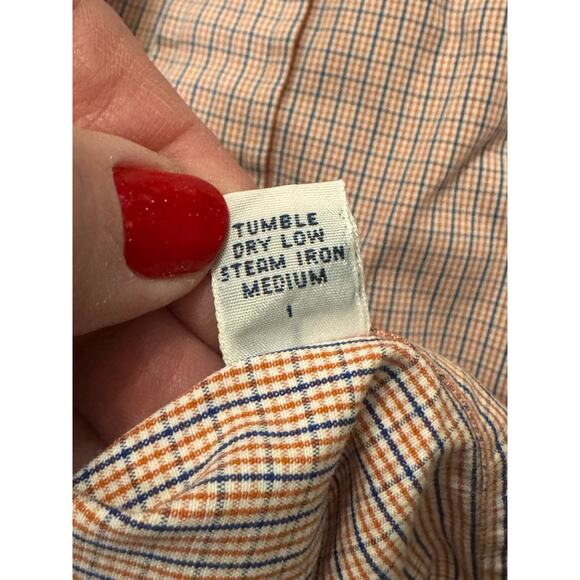 TUMBLE
DRY LOW
STEAM IRON
MEDIUM
1